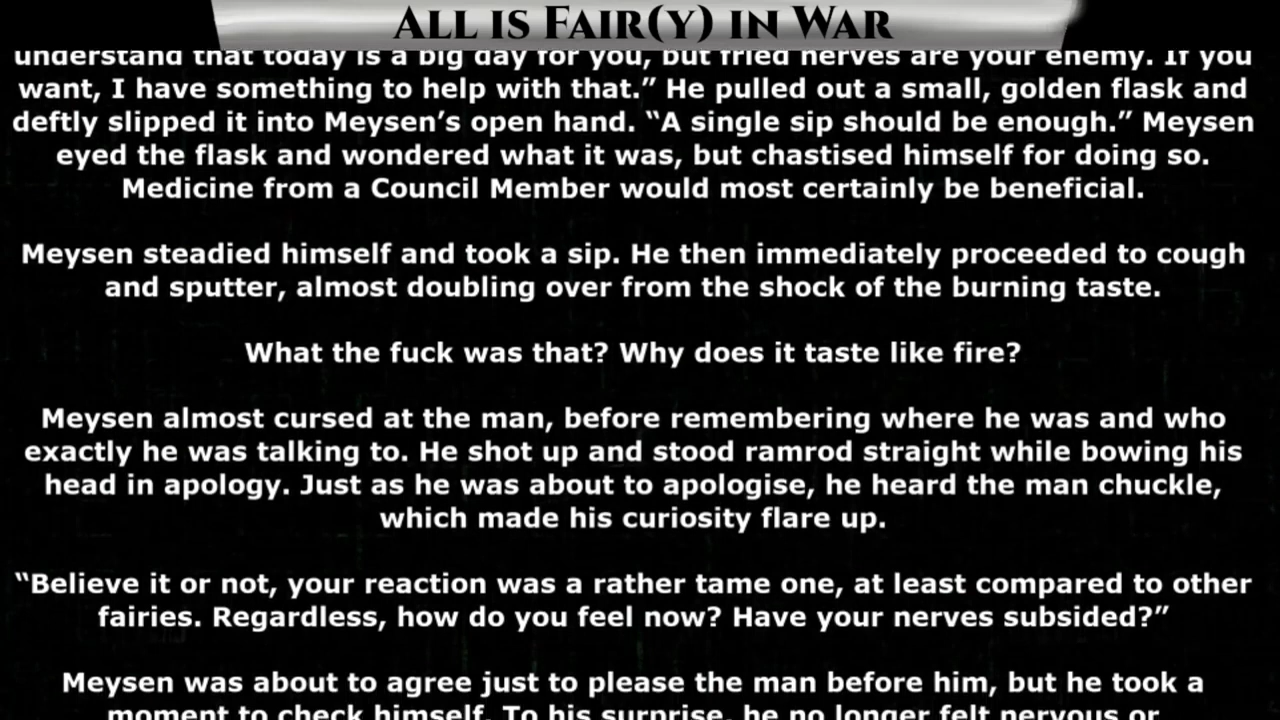 ALL IS FAIR(Y) IN WAR
understand that today is a big day for you, but fried nerves are your enemy. If you
want, I have something to help with that.” He pulled out a small, golden flask and
deftly slipped it into Meysen’s open hand. “A single sip should be enough.” Meysen
eyed the flask and wondered what it was, but chastised himself for doing so.
Medicine from a Council Member would most certainly be beneficial.
Meysen steadied himself and took a sip. He then immediately proceeded to cough
and sputter, almost doubling over from the shock of the burning taste.
What the fuck was that? Why does it taste like fire?
Meysen almost cursed at the man, before remembering where he was and who
exactly he was talking to. He shot up and stood ramrod straight while bowing his
head in apology. Just as he was about to apologise, he heard the man chuckle,
which made his curiosity flare up.
“Believe it or not, your reaction was a rather tame one, at least compared to other
fairies. Regardless, how do you feel now? Have your nerves subsided?”
Meysen was about to agree just to please the man before him, but he took a
moment to check himself. To his surprise, he no longer felt nervous or